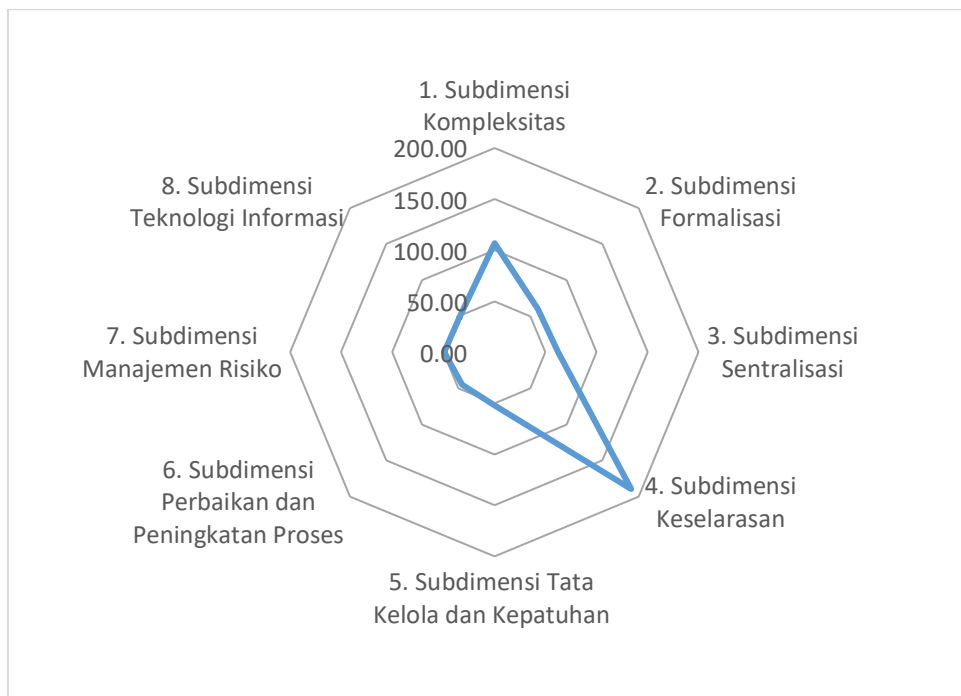 1. Subdimensi
Kompleksitas
200.00
150.00
100.00
50.00
0.00
2. Subdimensi
Formalisasi
3. Subdimensi
Sentralisasi
4. Subdimensi
Keselarasan
5. Subdimensi Tata
Kelola dan Kepatuhan
6. Subdimensi
Perbaikan dan
Peningkatan Proses
7. Subdimensi
Manajemen Risiko
8. Subdimensi
Teknologi Informasi